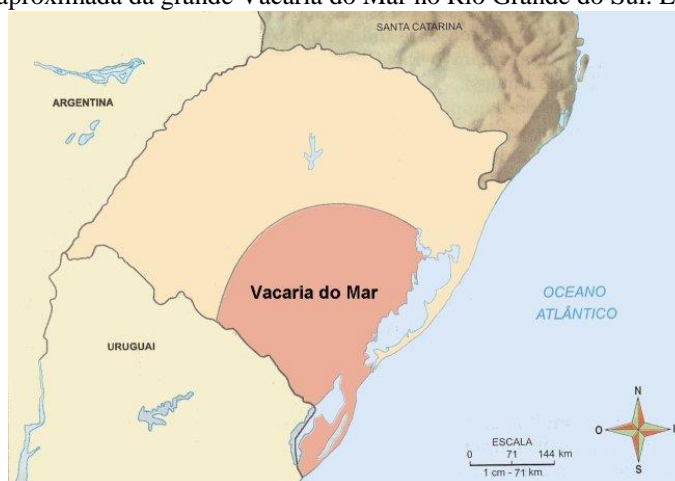 aproximada da grande Vacaria do Mar no Rio Grande do Sul. E
SANTA CATARINA
ARGENTINA
Vacaria do Mar
OCEANO
ATLÂNTICO
URUGUAI
N
O
S
ESCALA
0 71 144 km
1 cm - 71 km